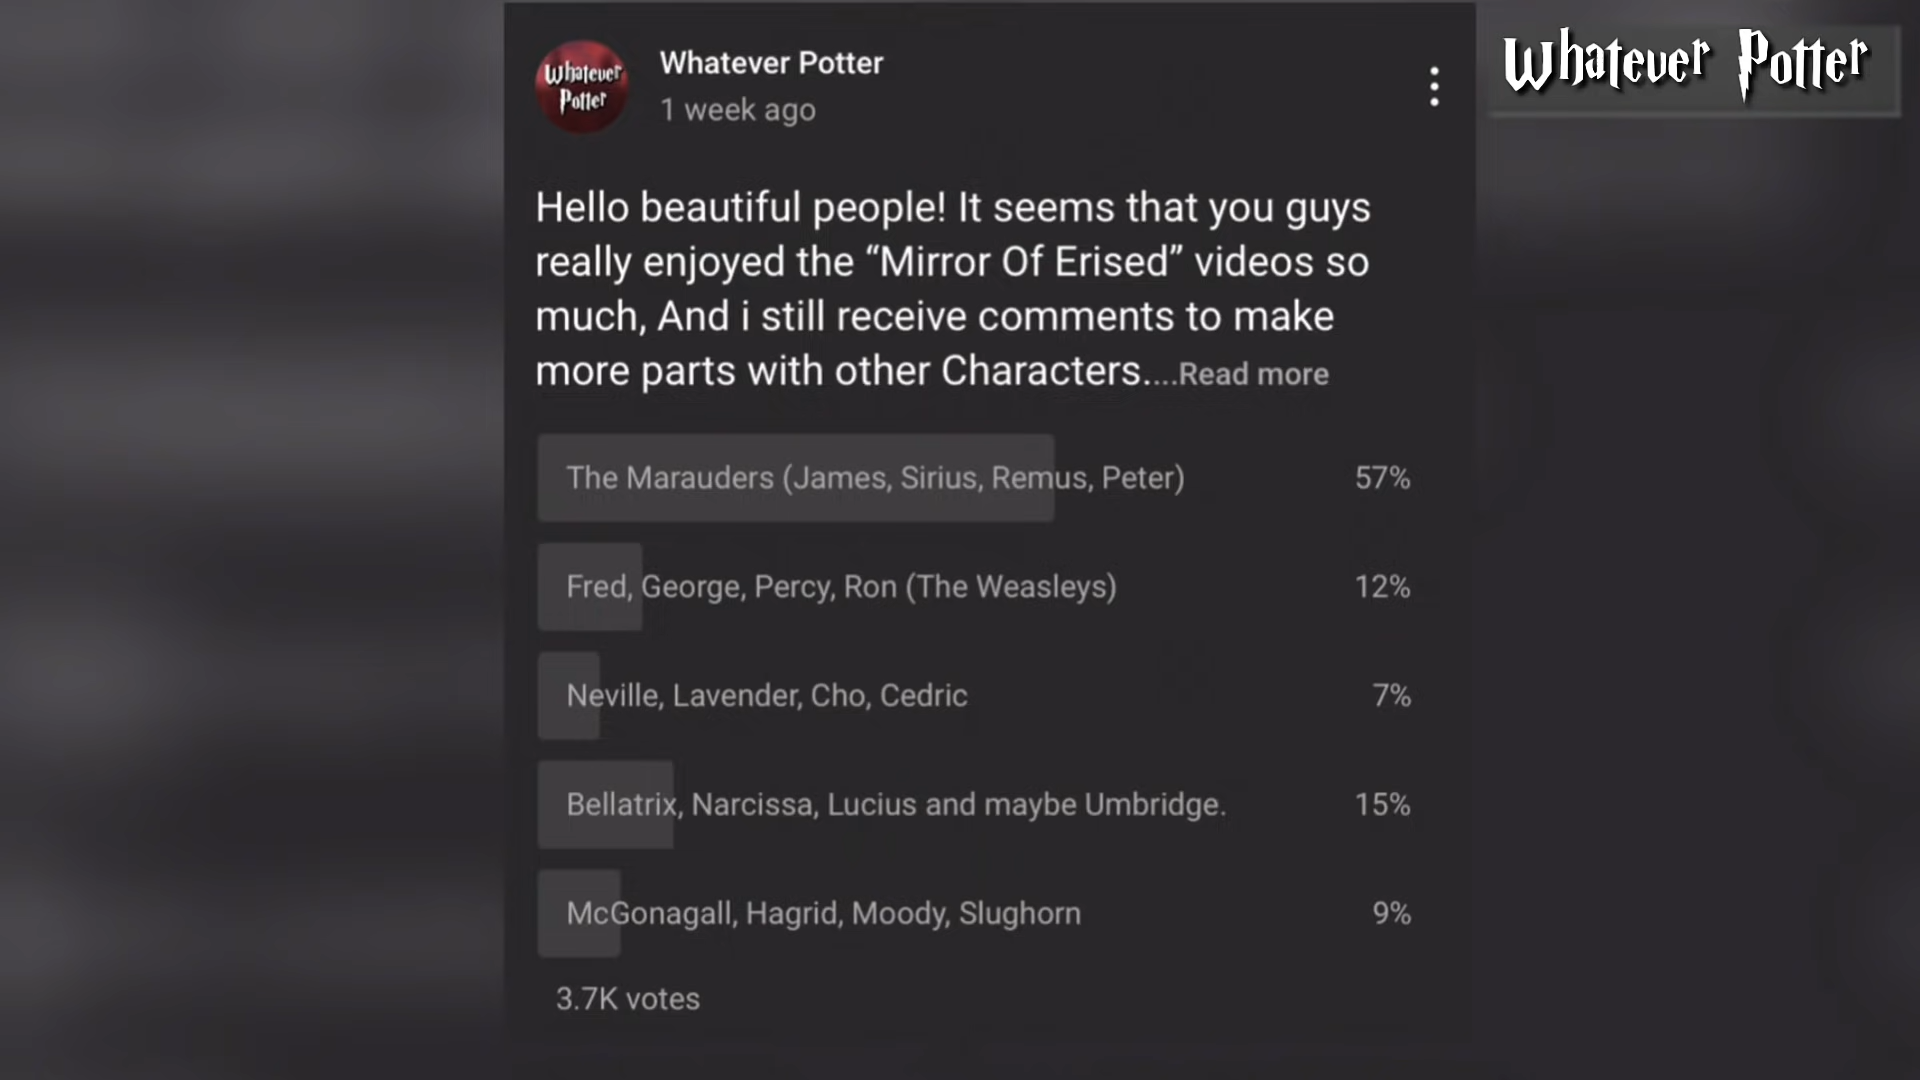 Whatever Potter
Whatever
Potter
Whatever Potter
1 week ago
Hello beautiful people! It seems that you guys
really enjoyed the “Mirror Of Erised” videos so
much, And i still receive comments to make
more parts with other Characters....Read more
The Marauders (James, Sirius, Remus, Peter) 57%
Fred, George, Percy, Ron (The Weasleys) 12%
Neville, Lavender, Cho, Cedric 7%
Bellatrix, Narcissa, Lucius and maybe Umbridge. 15%
McGonagall, Hagrid, Moody, Slughorn 9%
3.7K votes